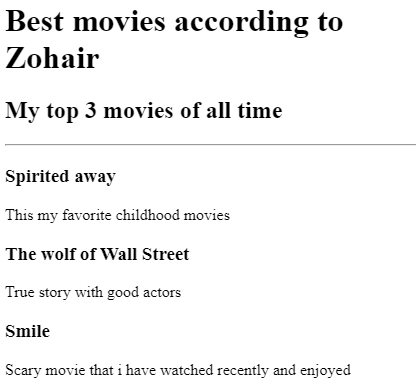 Best movies according to
Zohair
My top 3 movies of all time
Spirited away
This my favorite childhood movies
The wolf of Wall Street
True story with good actors
Smile
Scary movie that i have watched recently and enjoyed